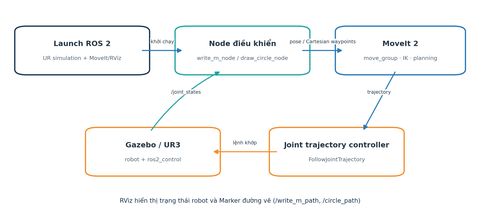 Launch ROS 2
UR simulation + MoveIt/RViz
khởi chạy
Node điều khiển
write_m_node / draw_circle_node
pose / Cartesian waypoints
MoveIt 2
move_group · IK · planning
/joint_states
trajectory
Gazebo / UR3
robot + ros2_control
lệnh khớp
Joint trajectory controller
FollowJointTrajectory
RViz hiển thị trạng thái robot và Marker đường vẽ (/write_m_path, /circle_path)